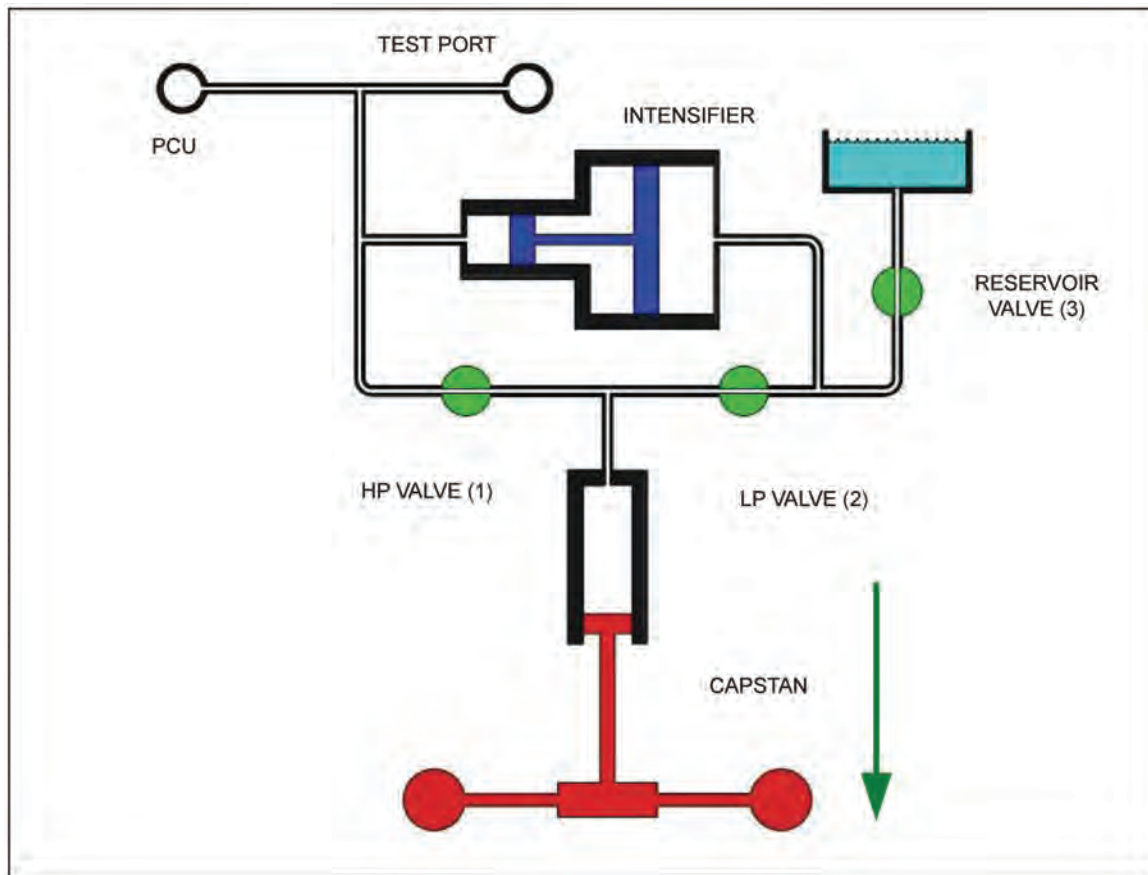 TEST PORT
PCU
INTENSIFIER
RESERVOIR
VALVE (3)
HP VALVE (1)
LP VALVE (2)
CAPSTAN